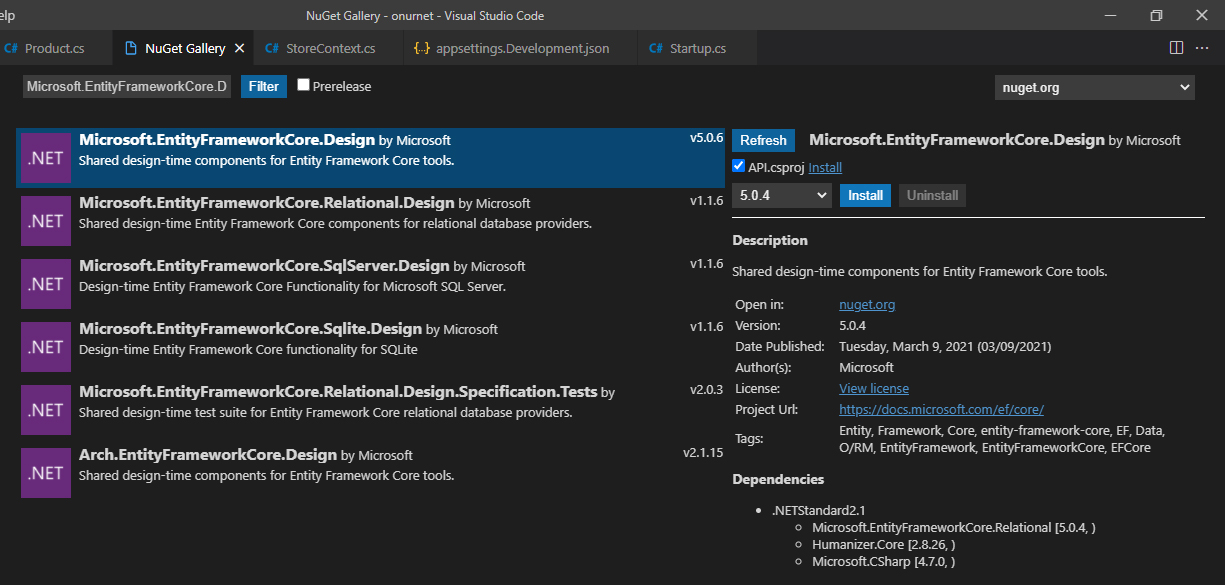 elp
NuGet Gallery - onurnet - Visual Studio Code
C# Product.cs
NuGet Gallery
C# StoreContext.cs
{..} appsettings.Development.json
C# Startup.cs
Microsoft.EntityFrameworkCore.D
Filter
Prerelease
nuget.org
.NET
Microsoft.EntityFrameworkCore.Design by Microsoft
v5.0.6
Shared design-time components for Entity Framework Core tools.
.NET
Microsoft.EntityFrameworkCore.Relational.Design by Microsoft
v1.1.6
Shared design-time Entity Framework Core components for relational database providers.
.NET
Microsoft.EntityFrameworkCore.SqlServer.Design by Microsoft
v1.1.6
Design-time Entity Framework Core Functionality for Microsoft SQL Server.
.NET
Microsoft.EntityFrameworkCore.Sqlite.Design by Microsoft
v1.1.6
Design-time Entity Framework Core functionality for SQLite
.NET
Microsoft.EntityFrameworkCore.Relational.Design.Specification.Tests by
v2.0.3
Shared design-time test suite for Entity Framework Core relational database providers.
.NET
Arch.EntityFrameworkCore.Design by Microsoft
v2.1.15
Shared design-time components for Entity Framework Core tools.
Refresh
Microsoft.EntityFrameworkCore.Design by Microsoft
API.csproj Install
5.0.4
Install
Uninstall
Description
Shared design-time components for Entity Framework Core tools.
Open in: nuget.org
Version: 5.0.4
Date Published: Tuesday, March 9, 2021 (03/09/2021)
Author(s): Microsoft
License: View license
Project Url: https://docs.microsoft.com/ef/core/
Tags: Entity, Framework, Core, entity-framework-core, EF, Data,
O/RM, EntityFramework, EntityFrameworkCore, EFCore
Dependencies
.NETStandard2.1
Microsoft.EntityFrameworkCore.Relational [5.0.4, )
Humanizer.Core [2.8.26, )
Microsoft.CSharp [4.7.0, )